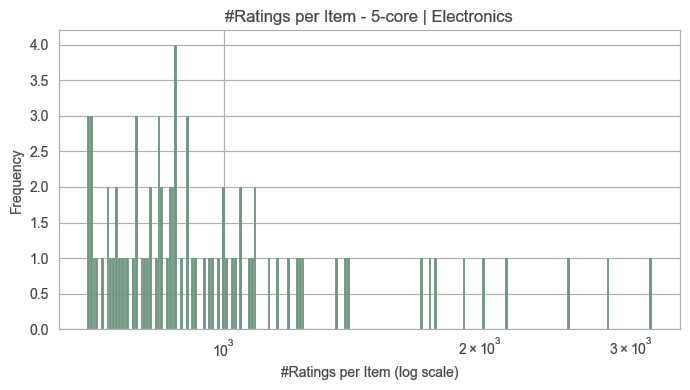 #Ratings per Item - 5-core | Electronics
4.0
3.5
3.0
2.5
2.0
1.5
1.0
0.5
0.0
Frequency
10³
2 × 10³
3 × 10³
#Ratings per Item (log scale)